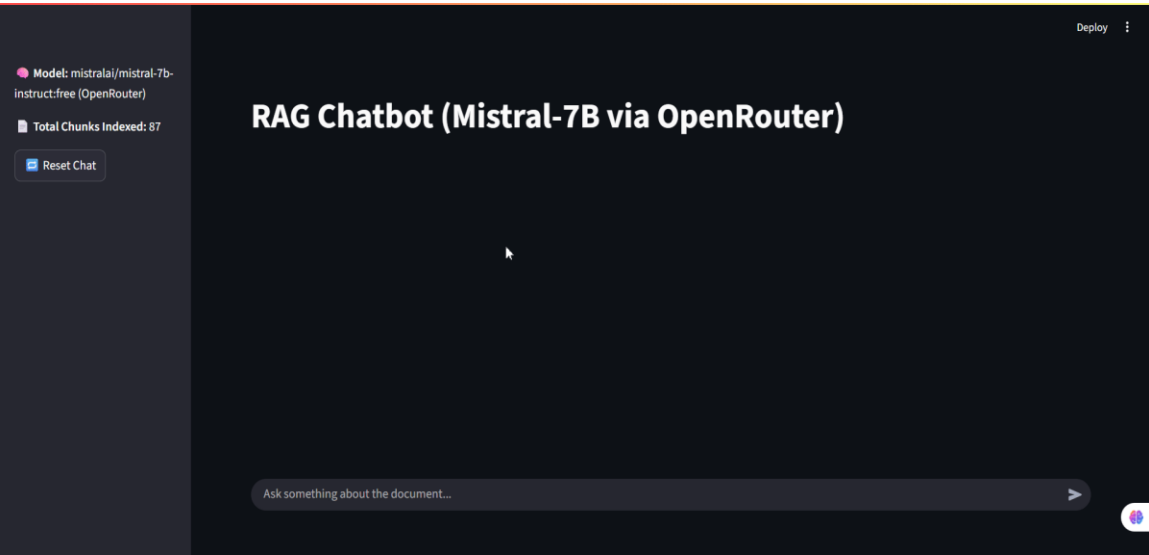 Deploy
🧠 Model: mistralai/mistral-7b-
instruct:free (OpenRouter)
📄 Total Chunks Indexed: 87
🔁 Reset Chat
RAG Chatbot (Mistral-7B via OpenRouter)
Ask something about the document...